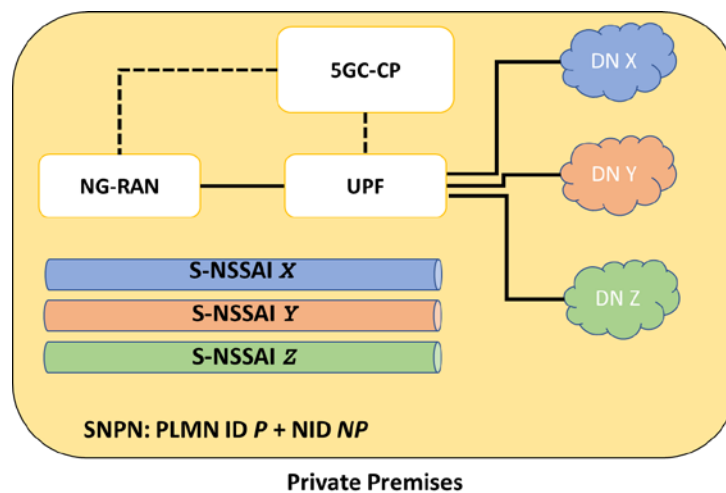 5GC-CP
DN X
NG-RAN
UPF
DN Y
S-NSSAI X
S-NSSAI Y
S-NSSAI Z
DN Z
SNPN: PLMN ID P + NID NP
Private Premises